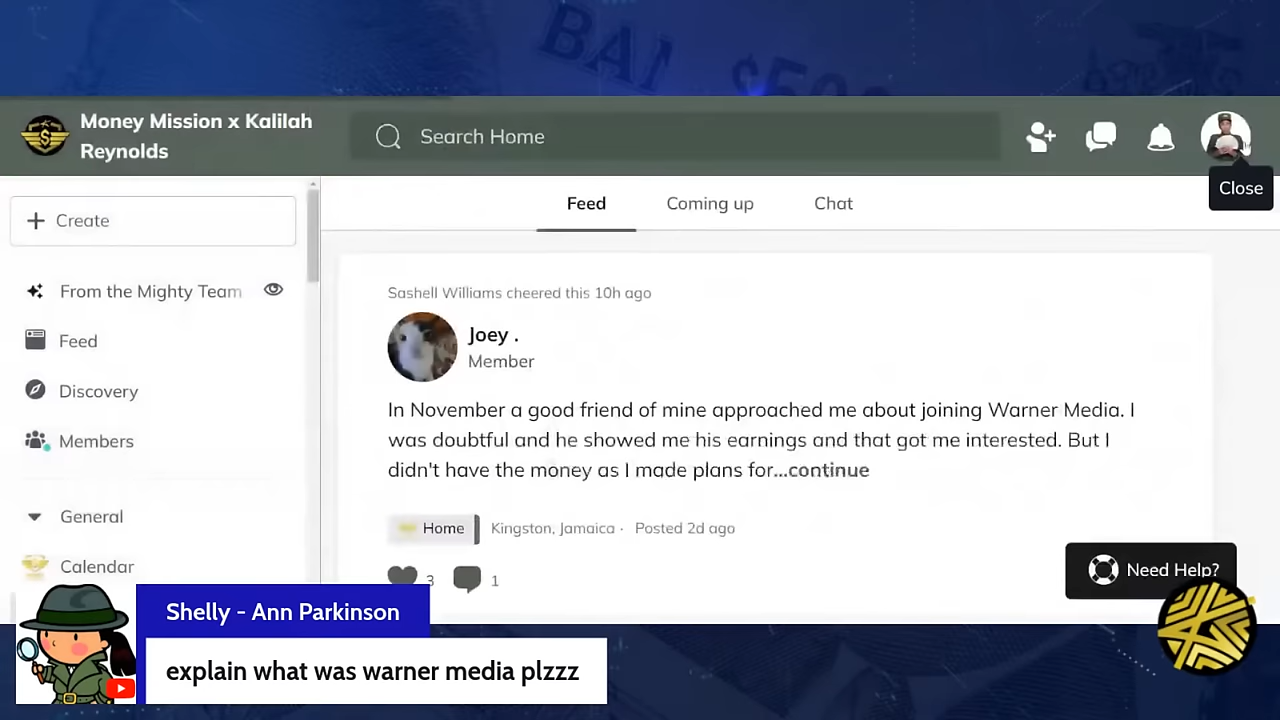 BAI $500
Money Mission x Kalilah
Reynolds
Search Home
Close
Create
Feed
Coming up
Chat
From the Mighty Team
Feed
Discovery
Members
General
Calendar
Sashell Williams cheered this 10h ago
Joey .
Member
In November a good friend of mine approached me about joining Warner Media. I
was doubtful and he showed me his earnings and that got me interested. But I
didn't have the money as I made plans for...continue
Home Kingston, Jamaica · Posted 2d ago
3 1
Need Help?
Shelly - Ann Parkinson
explain what was warner media plzzz